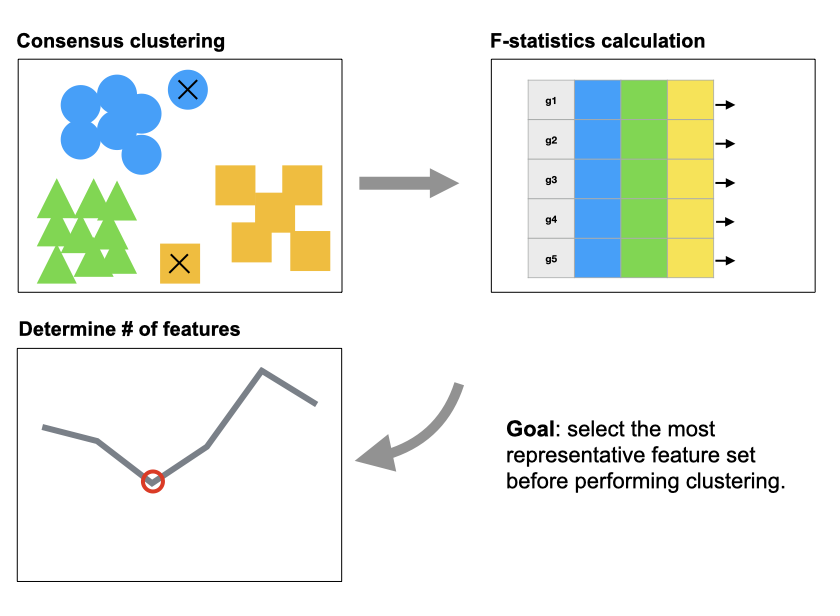 Consensus clustering
F-statistics calculation
g1
g2
g3
g4
g5
Determine # of features
Goal: select the most
representative feature set
before performing clustering.